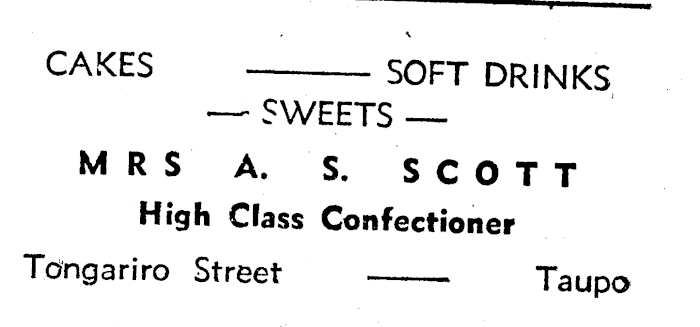 CAKES —— SOFT DRINKS
— SWEETS —
MRS A. S. SCOTT
High Class Confectioner
Tongariro Street —— Taupo